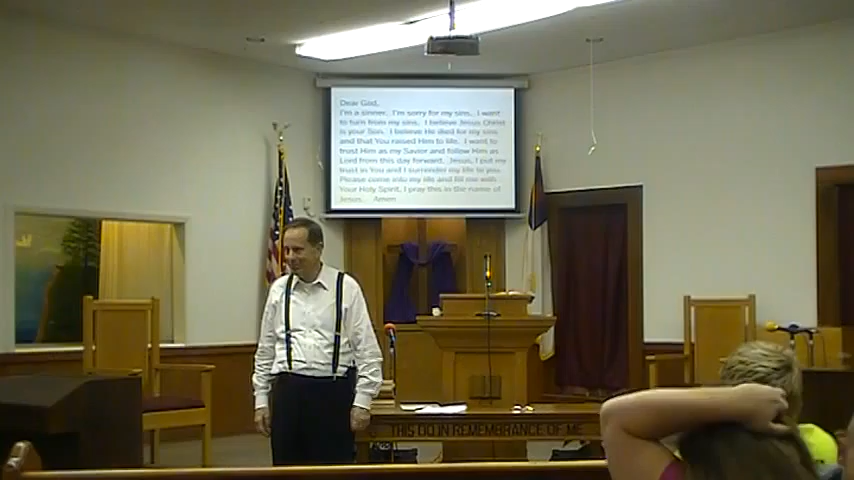 Dear God,
I'm a sinner. I'm sorry for my sins. I want
to turn from my sins. I believe Jesus Christ
is your Son. I believe He died for my sins
and that You raised Him to life. I want to
trust Him as my Savior and follow Him as
Lord from this day forward. Jesus, I put my
trust in You and I surrender my life to you.
Please come into my life and fill me with
Your Holy Spirit. I pray this in the name of
Jesus. Amen
THIS DO IN REMEMBRANCE OF ME